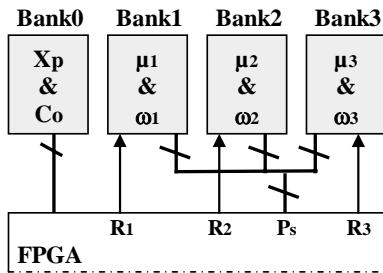 Bank0 Bank1 Bank2 Bank3
Xp μ1 μ2 μ3
& & & &
Co ω1 ω2 ω3
R1 R2 Ps R3
FPGA